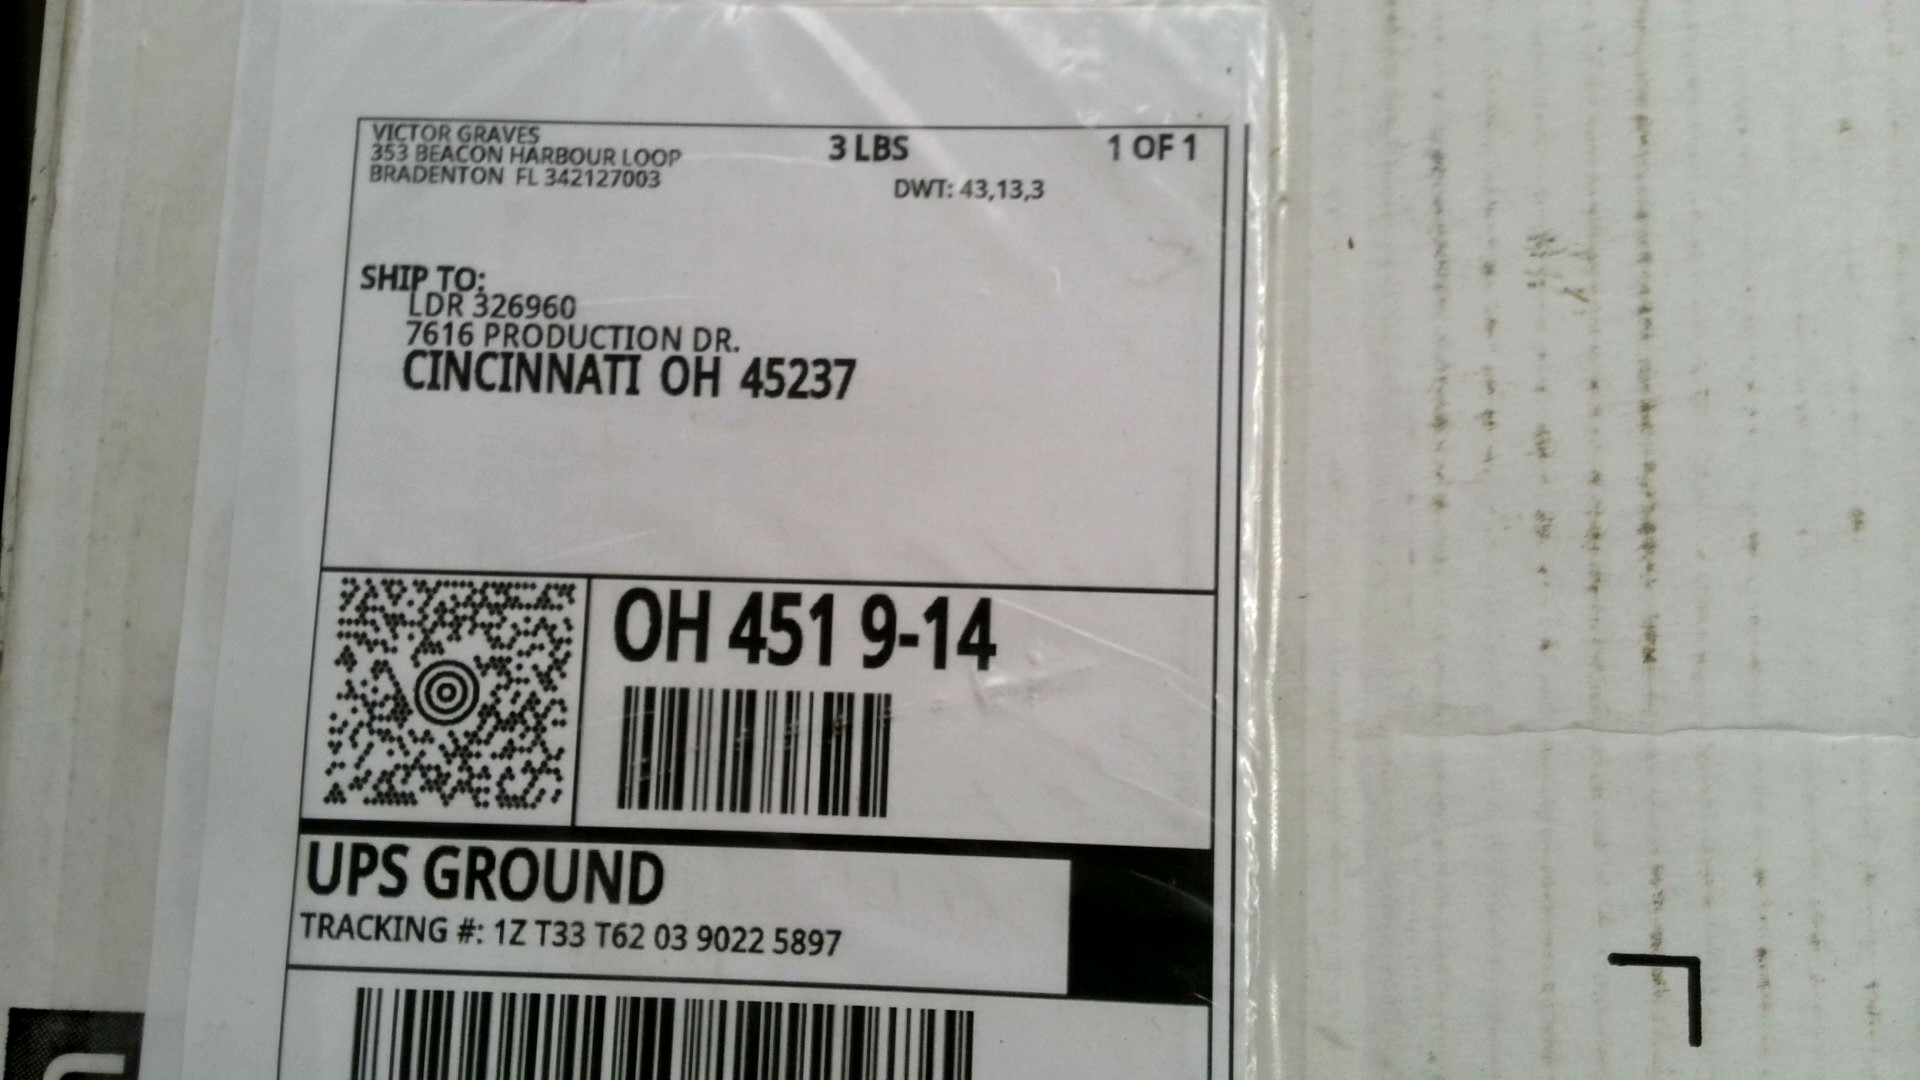 VICTOR GRAVES
353 BEACON HARBOUR LOOP
BRADENTON FL 342127003
3 LBS
1 OF 1
DWT: 43,13,3
SHIP TO:
LDR 326960
7616 PRODUCTION DR.
CINCINNATI OH 45237
OH 451 9-14
UPS GROUND
TRACKING #: 1Z T33 T62 03 9022 5897